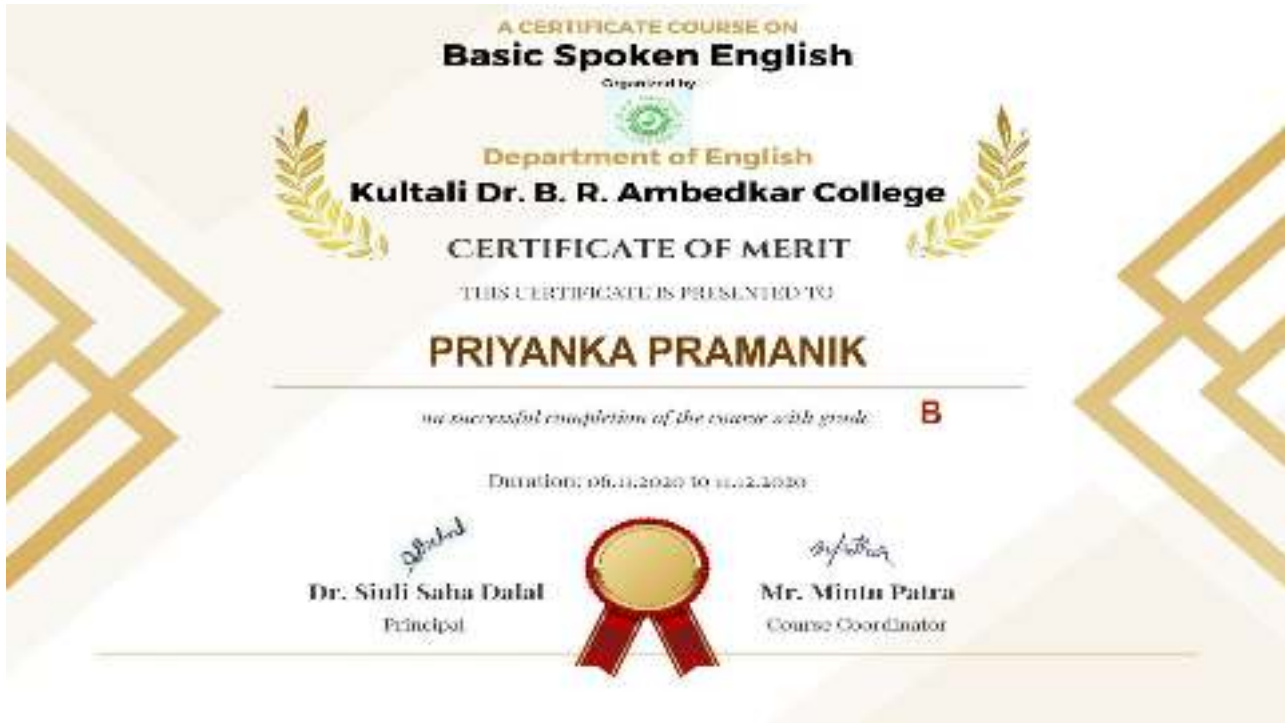 A CERTIFICATE COURSE ON
Basic Spoken English
Organized by
Department of English
Kultali Dr. B. R. Ambedkar College
CERTIFICATE OF MERIT
THIS CERTIFICATE IS PRESENTED TO
PRIYANKA PRAMANIK
on successful completion of the course with grade B
Duration: 06.11.2020 to 11.12.2020
Dr. Siuli Saha Dalal
Principal
Mr. Mintu Patra
Course Coordinator